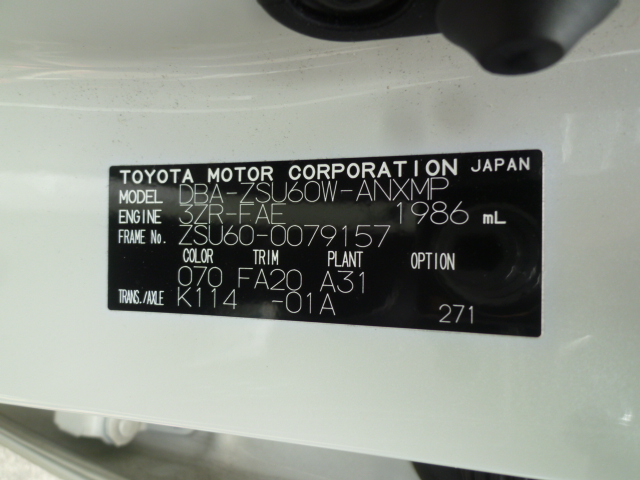 TOYOTA MOTOR CORPORATION JAPAN
MODEL DBA-ZSU60W-ANXMP
ENGINE 3ZR-FAE 1986 mL
FRAME No. ZSU60-0079157
COLOR TRIM PLANT OPTION
070 FA20 A31
TRANS./AXLE K114 -01A
271